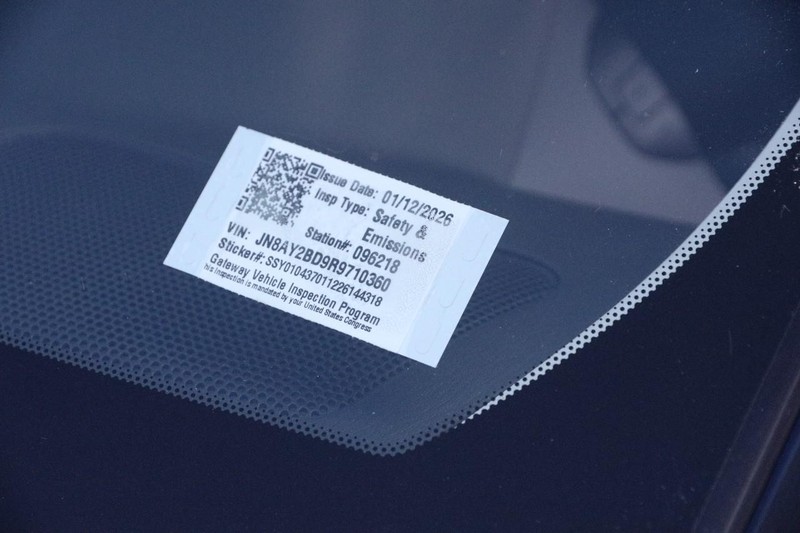 Issue Date: 01/12/2026
Insp Type: Safety &
Emissions
Station#: 096218
VIN: JN8AY2BD9R9710360
Sticker#: SSY010437011226144318
Gateway Vehicle Inspection Program
his Inspection is mandated by your United States Congress